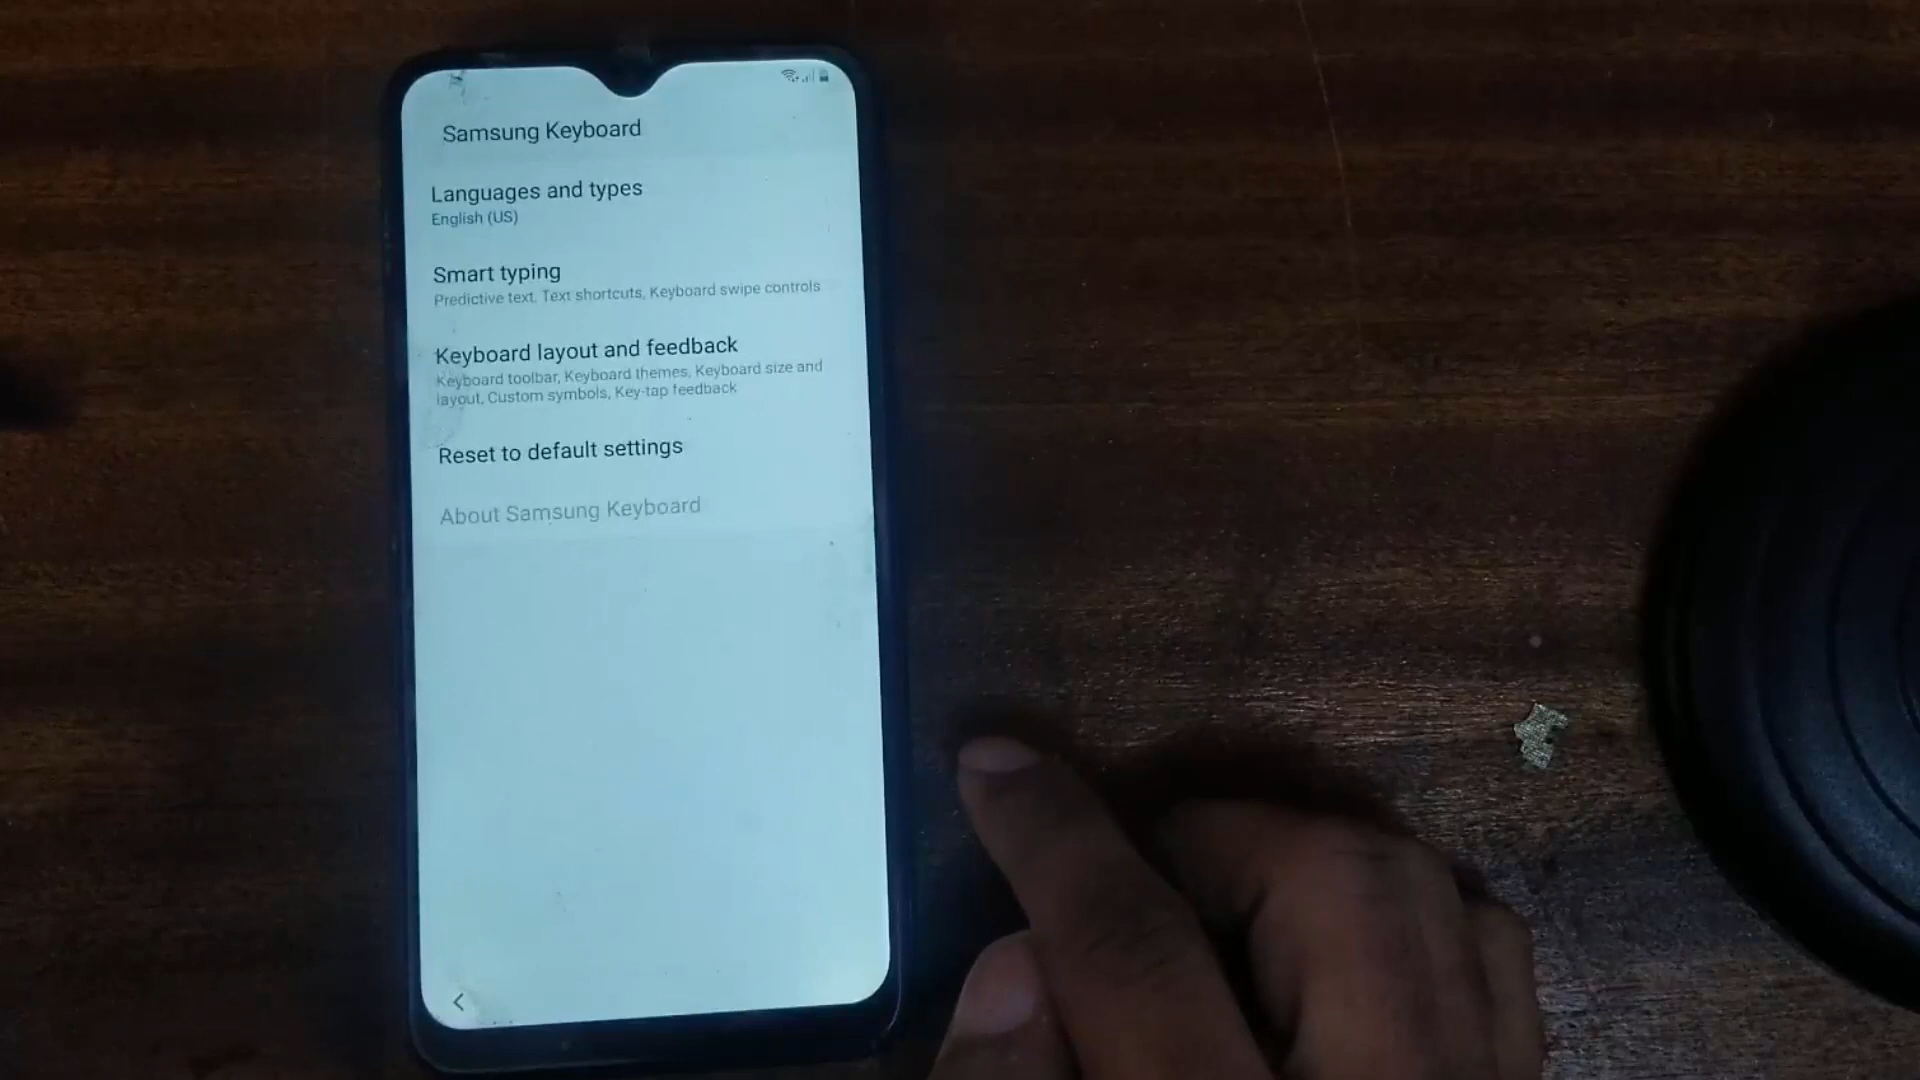 Samsung Keyboard
Languages and types
English (US)
Smart typing
Predictive text, Text shortcuts, Keyboard swipe controls
Keyboard layout and feedback
Keyboard toolbar, Keyboard themes, Keyboard size and
layout, Custom symbols, Key-tap feedback
Reset to default settings
About Samsung Keyboard